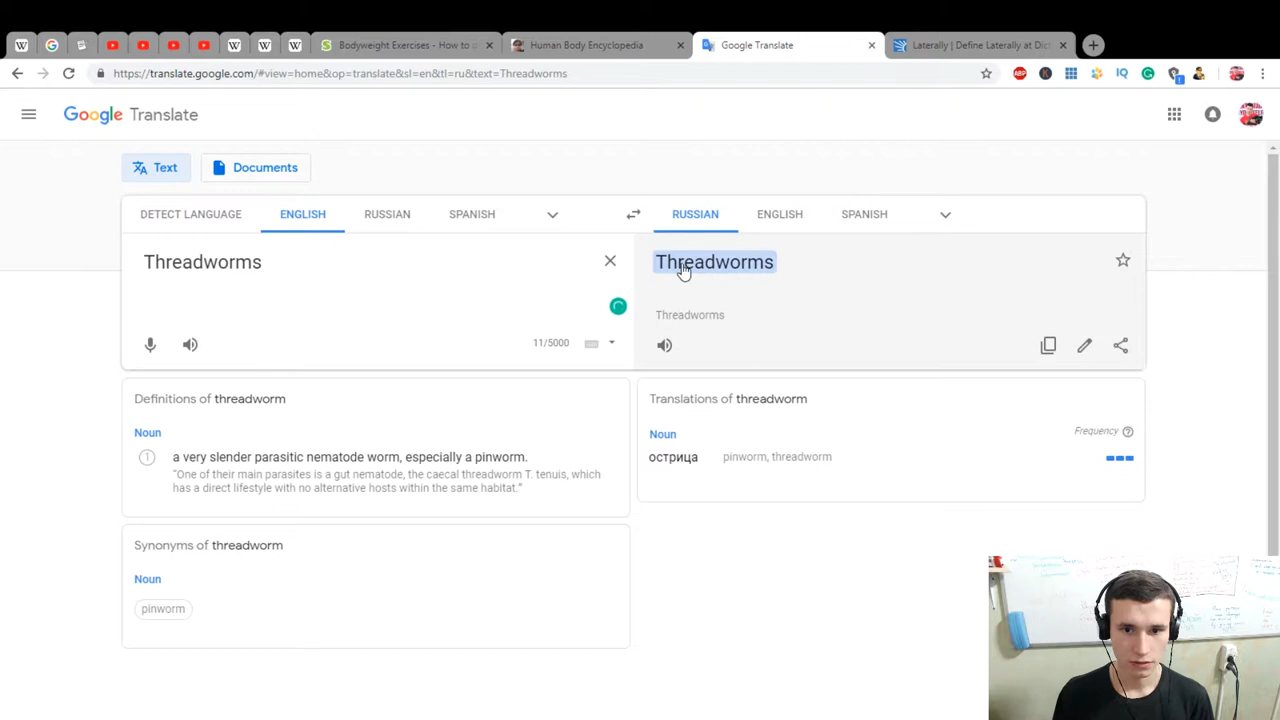 Bodyweight Exercises - How to u
Human Body Encyclopedia
Google Translate
Laterally | Define Laterally at Dict
https://translate.google.com/#view=home&op=translate&sl=en&tl=ru&text=Threadworms
ABP
K
IQ
G
Google Translate
Text
Documents
DETECT LANGUAGE
ENGLISH
RUSSIAN
SPANISH
RUSSIAN
ENGLISH
SPANISH
Threadworms
Threadworms
Threadworms
11/5000
Definitions of threadworm
Noun
1
a very slender parasitic nematode worm, especially a pinworm.
"One of their main parasites is a gut nematode, the caecal threadworm T. tenuis, which
has a direct lifestyle with no alternative hosts within the same habitat."
Translations of threadworm
Noun
Frequency
острица
pinworm, threadworm
Synonyms of threadworm
Noun
pinworm